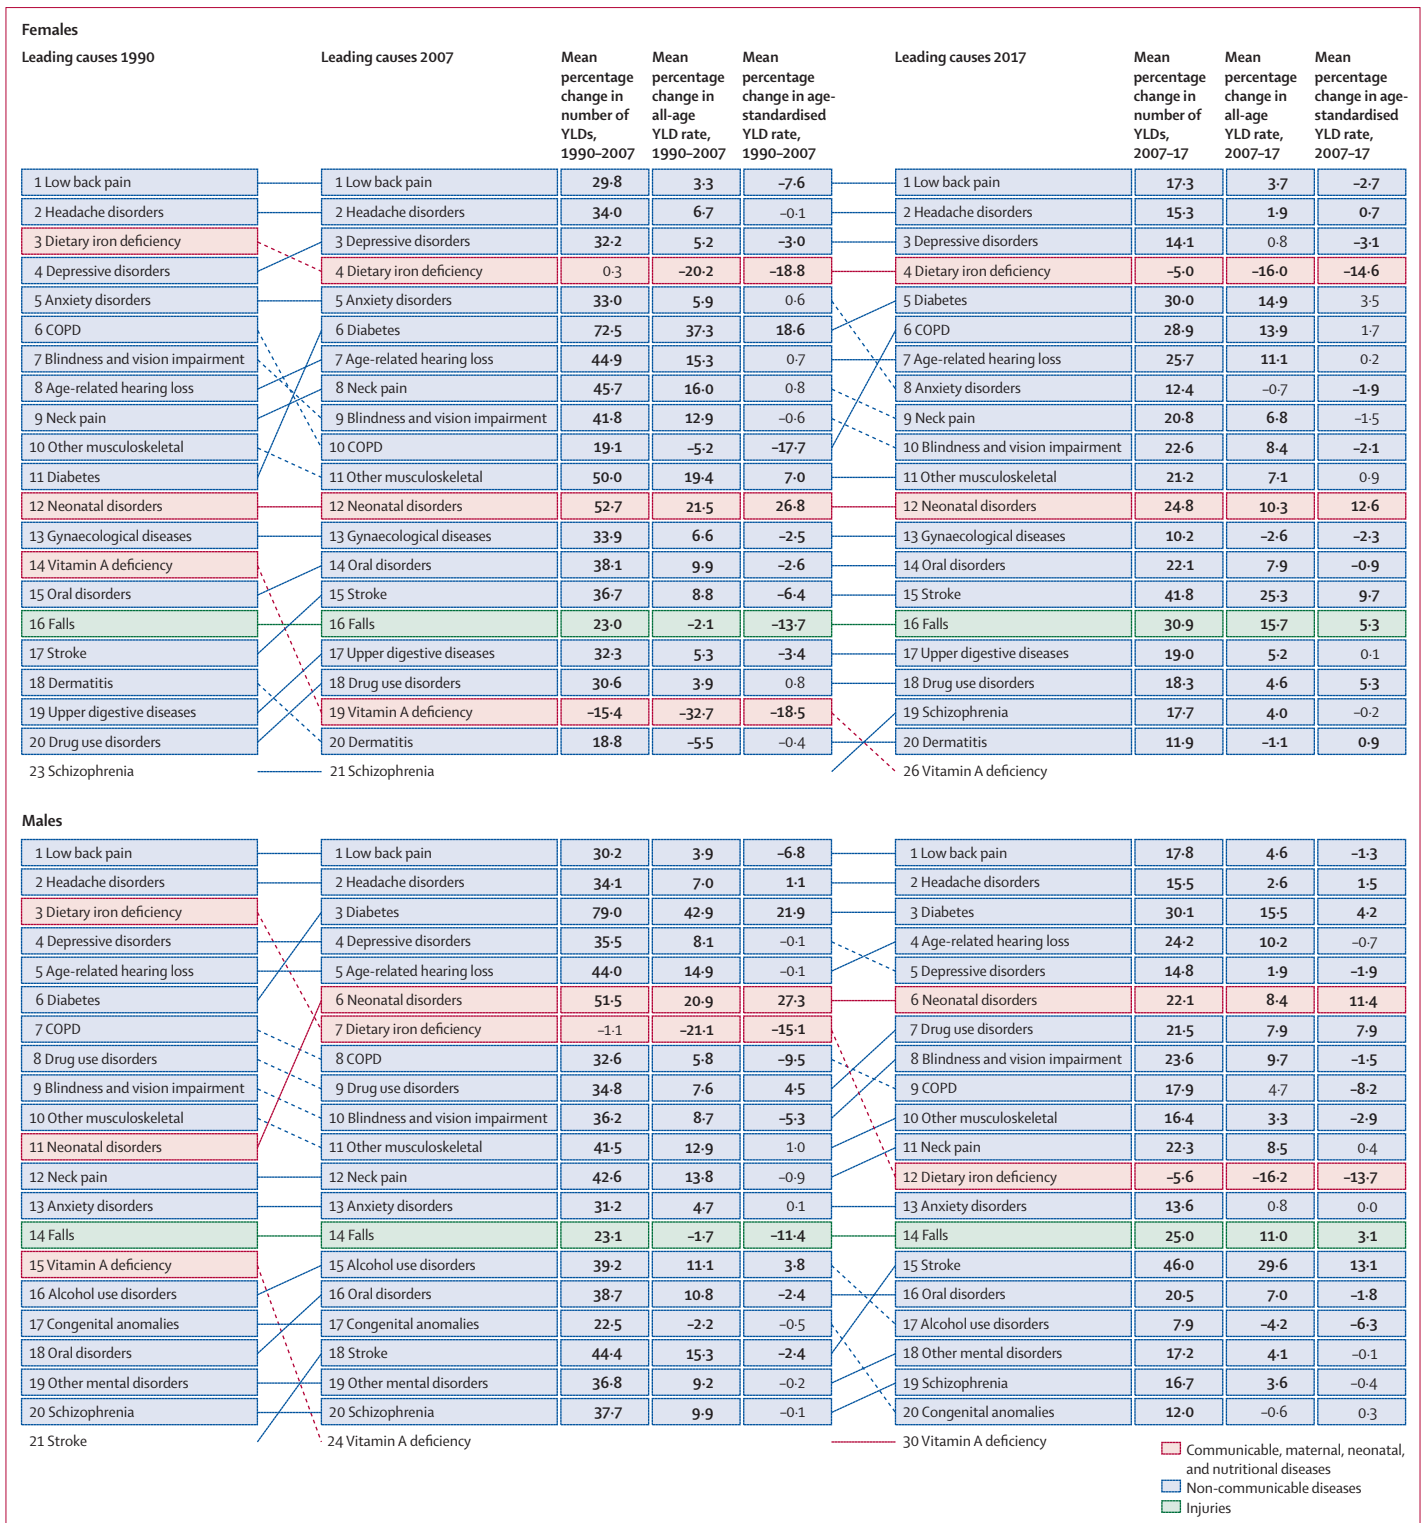 Females
Leading causes 1990
Leading causes 2007
Mean percentage change in number of YLDs, 1990–2007
Mean percentage change in all-age YLD rate, 1990–2007
Mean percentage change in age-standardised YLD rate, 1990–2007
Leading causes 2017
Mean percentage change in number of YLDs, 2007–17
Mean percentage change in all-age YLD rate, 2007–17
Mean percentage change in age-standardised YLD rate, 2007–17
1 Low back pain 1 Low back pain 29·8 3·3 –7·6 1 Low back pain 17·3 3·7 –2·7
2 Headache disorders 2 Headache disorders 34·0 6·7 –0·1 2 Headache disorders 15·3 1·9 0·7
3 Dietary iron deficiency 3 Depressive disorders 32·2 5·2 –3·0 3 Depressive disorders 14·1 0·8 –3·1
4 Depressive disorders 4 Dietary iron deficiency 0·3 –20·2 –18·8 4 Dietary iron deficiency –5·0 –16·0 –14·6
5 Anxiety disorders 5 Anxiety disorders 33·0 5·9 0·6 5 Diabetes 30·0 14·9 3·5
6 COPD 6 Diabetes 72·5 37·3 18·6 6 COPD 28·9 13·9 1·7
7 Blindness and vision impairment 7 Age-related hearing loss 44·9 15·3 0·7 7 Age-related hearing loss 25·7 11·1 0·2
8 Age-related hearing loss 8 Neck pain 45·7 16·0 0·8 8 Anxiety disorders 12·4 –0·7 –1·9
9 Neck pain 9 Blindness and vision impairment 41·8 12·9 –0·6 9 Neck pain 20·8 6·8 –1·5
10 Other musculoskeletal 10 COPD 19·1 –5·2 –17·7 10 Blindness and vision impairment 22·6 8·4 –2·1
11 Diabetes 11 Other musculoskeletal 50·0 19·4 7·0 11 Other musculoskeletal 21·2 7·1 0·9
12 Neonatal disorders 12 Neonatal disorders 52·7 21·5 26·8 12 Neonatal disorders 24·8 10·3 12·6
13 Gynaecological diseases 13 Gynaecological diseases 33·9 6·6 –2·5 13 Gynaecological diseases 10·2 –2·6 –2·3
14 Vitamin A deficiency 14 Oral disorders 38·1 9·9 –2·6 14 Oral disorders 22·1 7·9 –0·9
15 Oral disorders 15 Stroke 36·7 8·8 –6·4 15 Stroke 41·8 25·3 9·7
16 Falls 16 Falls 23·0 –2·1 –13·7 16 Falls 30·9 15·7 5·3
17 Stroke 17 Upper digestive diseases 32·3 5·3 –3·4 17 Upper digestive diseases 19·0 5·2 0·1
18 Dermatitis 18 Drug use disorders 30·6 3·9 0·8 18 Drug use disorders 18·3 4·6 5·3
19 Upper digestive diseases 19 Vitamin A deficiency –15·4 –32·7 –18·5 19 Schizophrenia 17·7 4·0 –0·2
20 Drug use disorders 20 Dermatitis 18·8 –5·5 –0·4 20 Dermatitis 11·9 –1·1 0·9
23 Schizophrenia 21 Schizophrenia 26 Vitamin A deficiency
Males
1 Low back pain 1 Low back pain 30·2 3·9 –6·8 1 Low back pain 17·8 4·6 –1·3
2 Headache disorders 2 Headache disorders 34·1 7·0 1·1 2 Headache disorders 15·5 2·6 1·5
3 Dietary iron deficiency 3 Diabetes 79·0 42·9 21·9 3 Diabetes 30·1 15·5 4·2
4 Depressive disorders 4 Depressive disorders 35·5 8·1 –0·1 4 Age-related hearing loss 24·2 10·2 –0·7
5 Age-related hearing loss 5 Age-related hearing loss 44·0 14·9 –0·1 5 Depressive disorders 14·8 1·9 –1·9
6 Diabetes 6 Neonatal disorders 51·5 20·9 27·3 6 Neonatal disorders 22·1 8·4 11·4
7 COPD 7 Dietary iron deficiency –1·1 –21·1 –15·1 7 Drug use disorders 21·5 7·9 7·9
8 Drug use disorders 8 COPD 32·6 5·8 –9·5 8 Blindness and vision impairment 23·6 9·7 –1·5
9 Blindness and vision impairment 9 Drug use disorders 34·8 7·6 4·5 9 COPD 17·9 4·7 –8·2
10 Other musculoskeletal 10 Blindness and vision impairment 36·2 8·7 –5·3 10 Other musculoskeletal 16·4 3·3 –2·9
11 Neonatal disorders 11 Other musculoskeletal 41·5 12·9 1·0 11 Neck pain 22·3 8·5 0·4
12 Neck pain 12 Neck pain 42·6 13·8 –0·9 12 Dietary iron deficiency –5·6 –16·2 –13·7
13 Anxiety disorders 13 Anxiety disorders 31·2 4·7 0·1 13 Anxiety disorders 13·6 0·8 0·0
14 Falls 14 Falls 23·1 –1·7 –11·4 14 Falls 25·0 11·0 3·1
15 Vitamin A deficiency 15 Alcohol use disorders 39·2 11·1 3·8 15 Stroke 46·0 29·6 13·1
16 Alcohol use disorders 16 Oral disorders 38·7 10·8 –2·4 16 Oral disorders 20·5 7·0 –1·8
17 Congenital anomalies 17 Congenital anomalies 22·5 –2·2 –0·5 17 Alcohol use disorders 7·9 –4·2 –6·3
18 Oral disorders 18 Stroke 44·4 15·3 –2·4 18 Other mental disorders 17·2 4·1 –0·1
19 Other mental disorders 19 Other mental disorders 36·8 9·2 –0·2 19 Schizophrenia 16·7 3·6 –0·4
20 Schizophrenia 20 Schizophrenia 37·7 9·9 –0·1 20 Congenital anomalies 12·0 –0·6 0·3
21 Stroke 24 Vitamin A deficiency 30 Vitamin A deficiency
Communicable, maternal, neonatal,
and nutritional diseases
Non-communicable diseases
Injuries